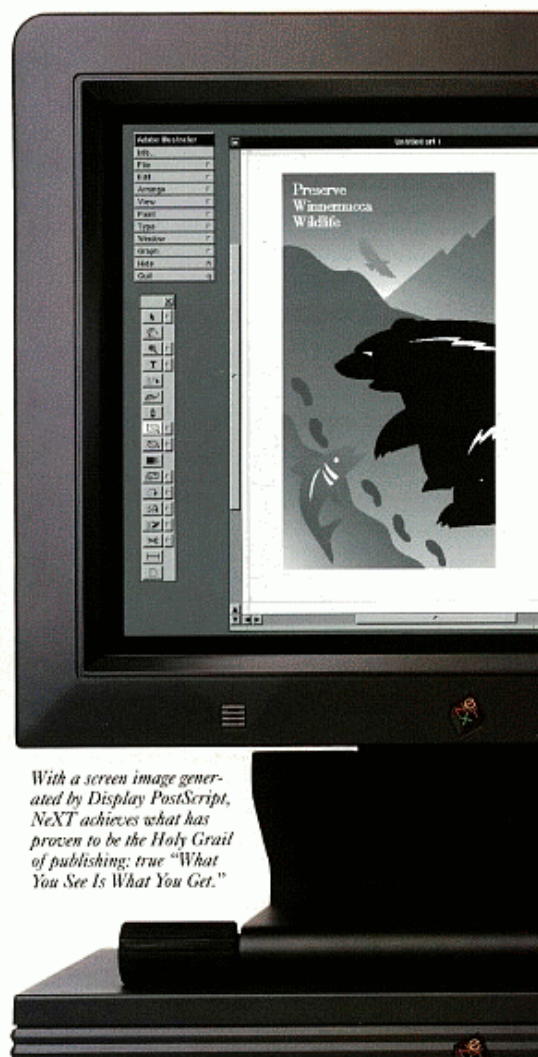 Adobe Illustrator
Info...
File
Edit
Arrange
View
Paint
Type
Window
Graph
Hide h
Quit q
Untitled art 1
T
Preserve
Winnemucca
Wildlife
With a screen image gener-
ated by Display PostScript,
NeXT achieves what has
proven to be the Holy Grail
of publishing: true “What
You See Is What You Get.”